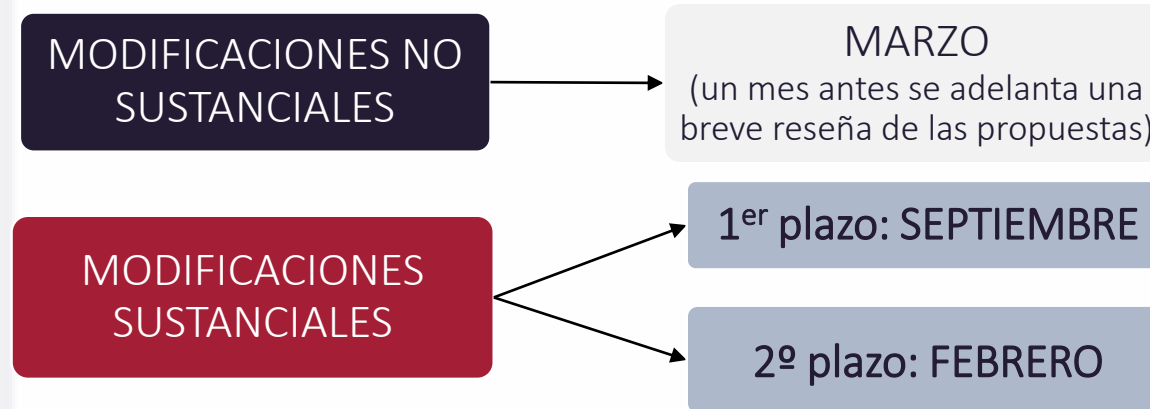 MODIFICACIONES NO
SUSTANCIALES
MARZO
(un mes antes se adelanta una
breve reseña de las propuestas)
MODIFICACIONES
SUSTANCIALES
1er plazo: SEPTIEMBRE
2º plazo: FEBRERO